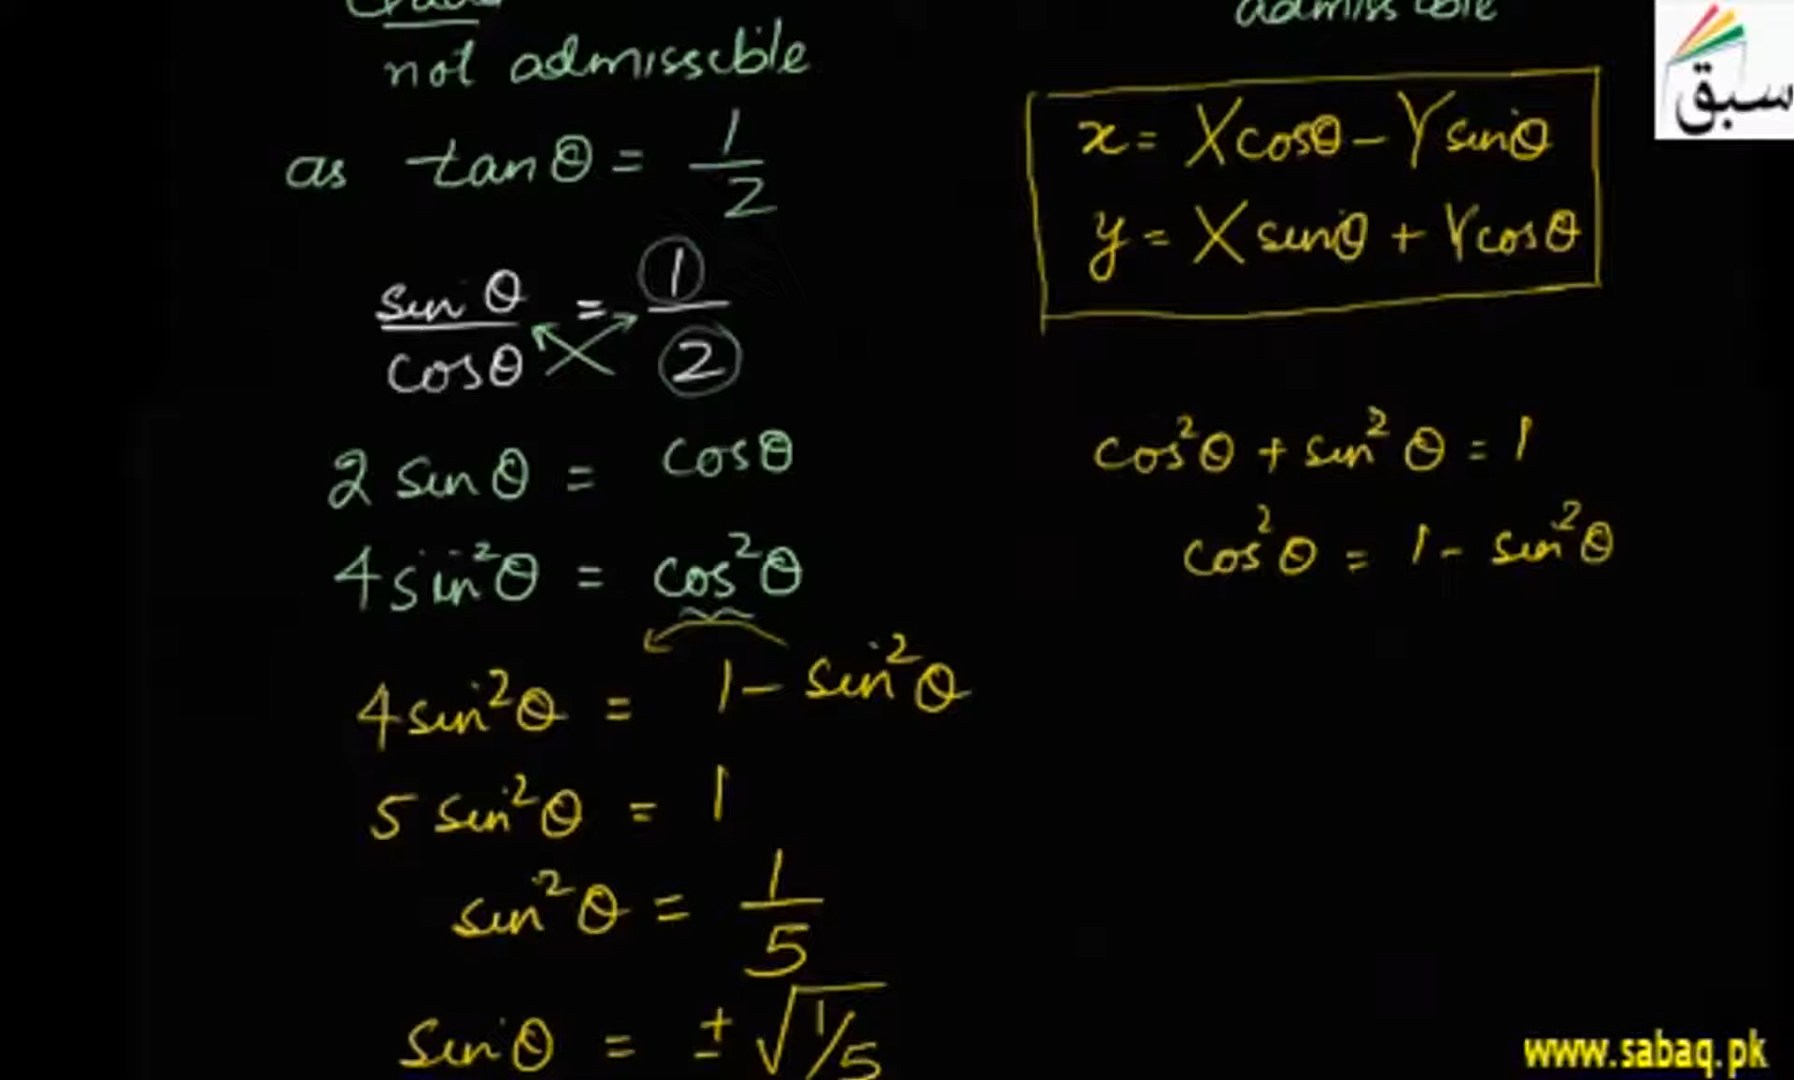 not admissible
admissible
as tanθ = 1/2
x = Xcosθ - Ysinθ
y = Xsinθ + Ycosθ
سبق
sinθ/cosθ = 1/2
2 sinθ = cosθ
4sin²θ = cos²θ
4sin²θ = 1 - sin²θ
5 sin²θ = 1
sin²θ = 1/5
sinθ = ± √1/5
cos²θ + sin²θ = 1
cos²θ = 1 - sin²θ
www.sabaq.pk